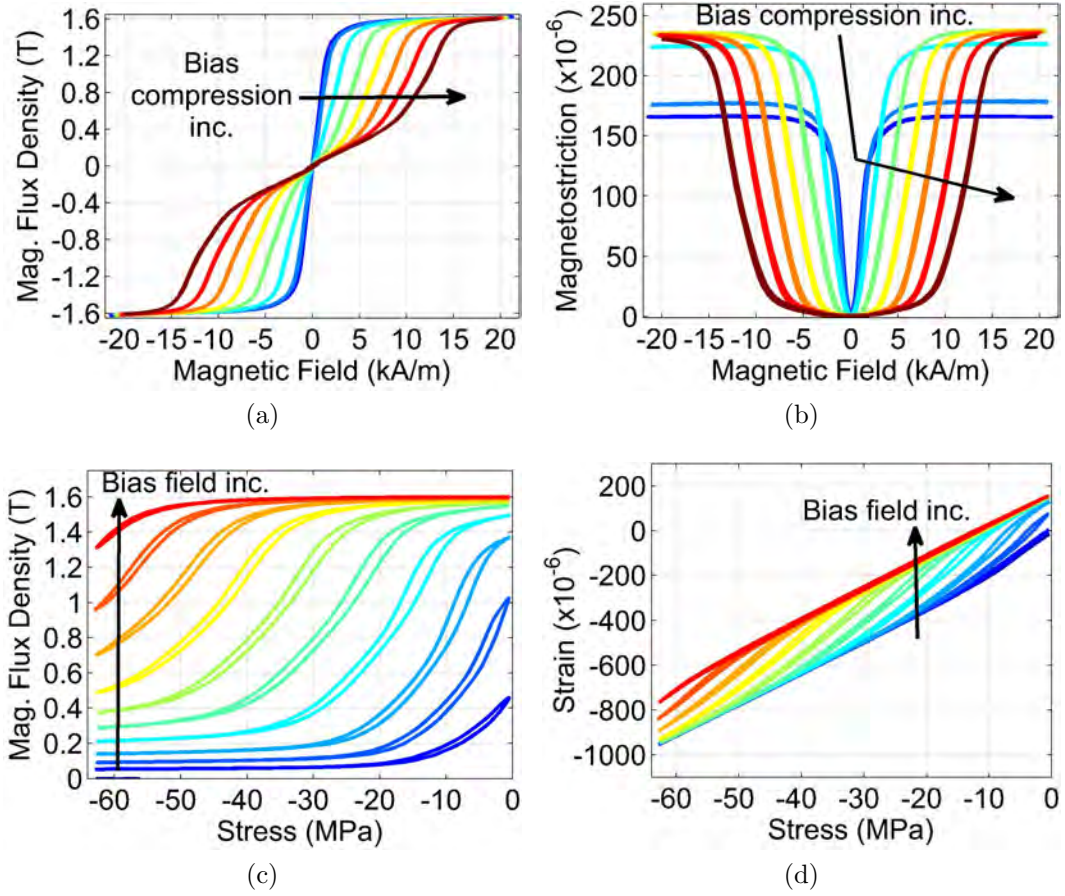 1.6
1.2
0.8
0.4
0
-0.4
-0.8
-1.2
-1.6
Mag. Flux Density (T)
Bias
compression
inc.
-20 -15 -10 -5 0 5 10 15 20
Magnetic Field (kA/m)
(a)
250
200
150
100
50
0
Magnetostriction (x10-6)
Bias compression inc.
-20 -15 -10 -5 0 5 10 15 20
Magnetic Field (kA/m)
(b)
1.6
1.4
1.2
1
0.8
0.6
0.4
0.2
0
Mag. Flux Density (T)
Bias field inc.
-60 -50 -40 -30 -20 -10 0
Stress (MPa)
(c)
200
0
-200
-400
-600
-800
-1000
Strain (x10-6)
Bias field inc.
-60 -50 -40 -30 -20 -10 0
Stress (MPa)
(d)